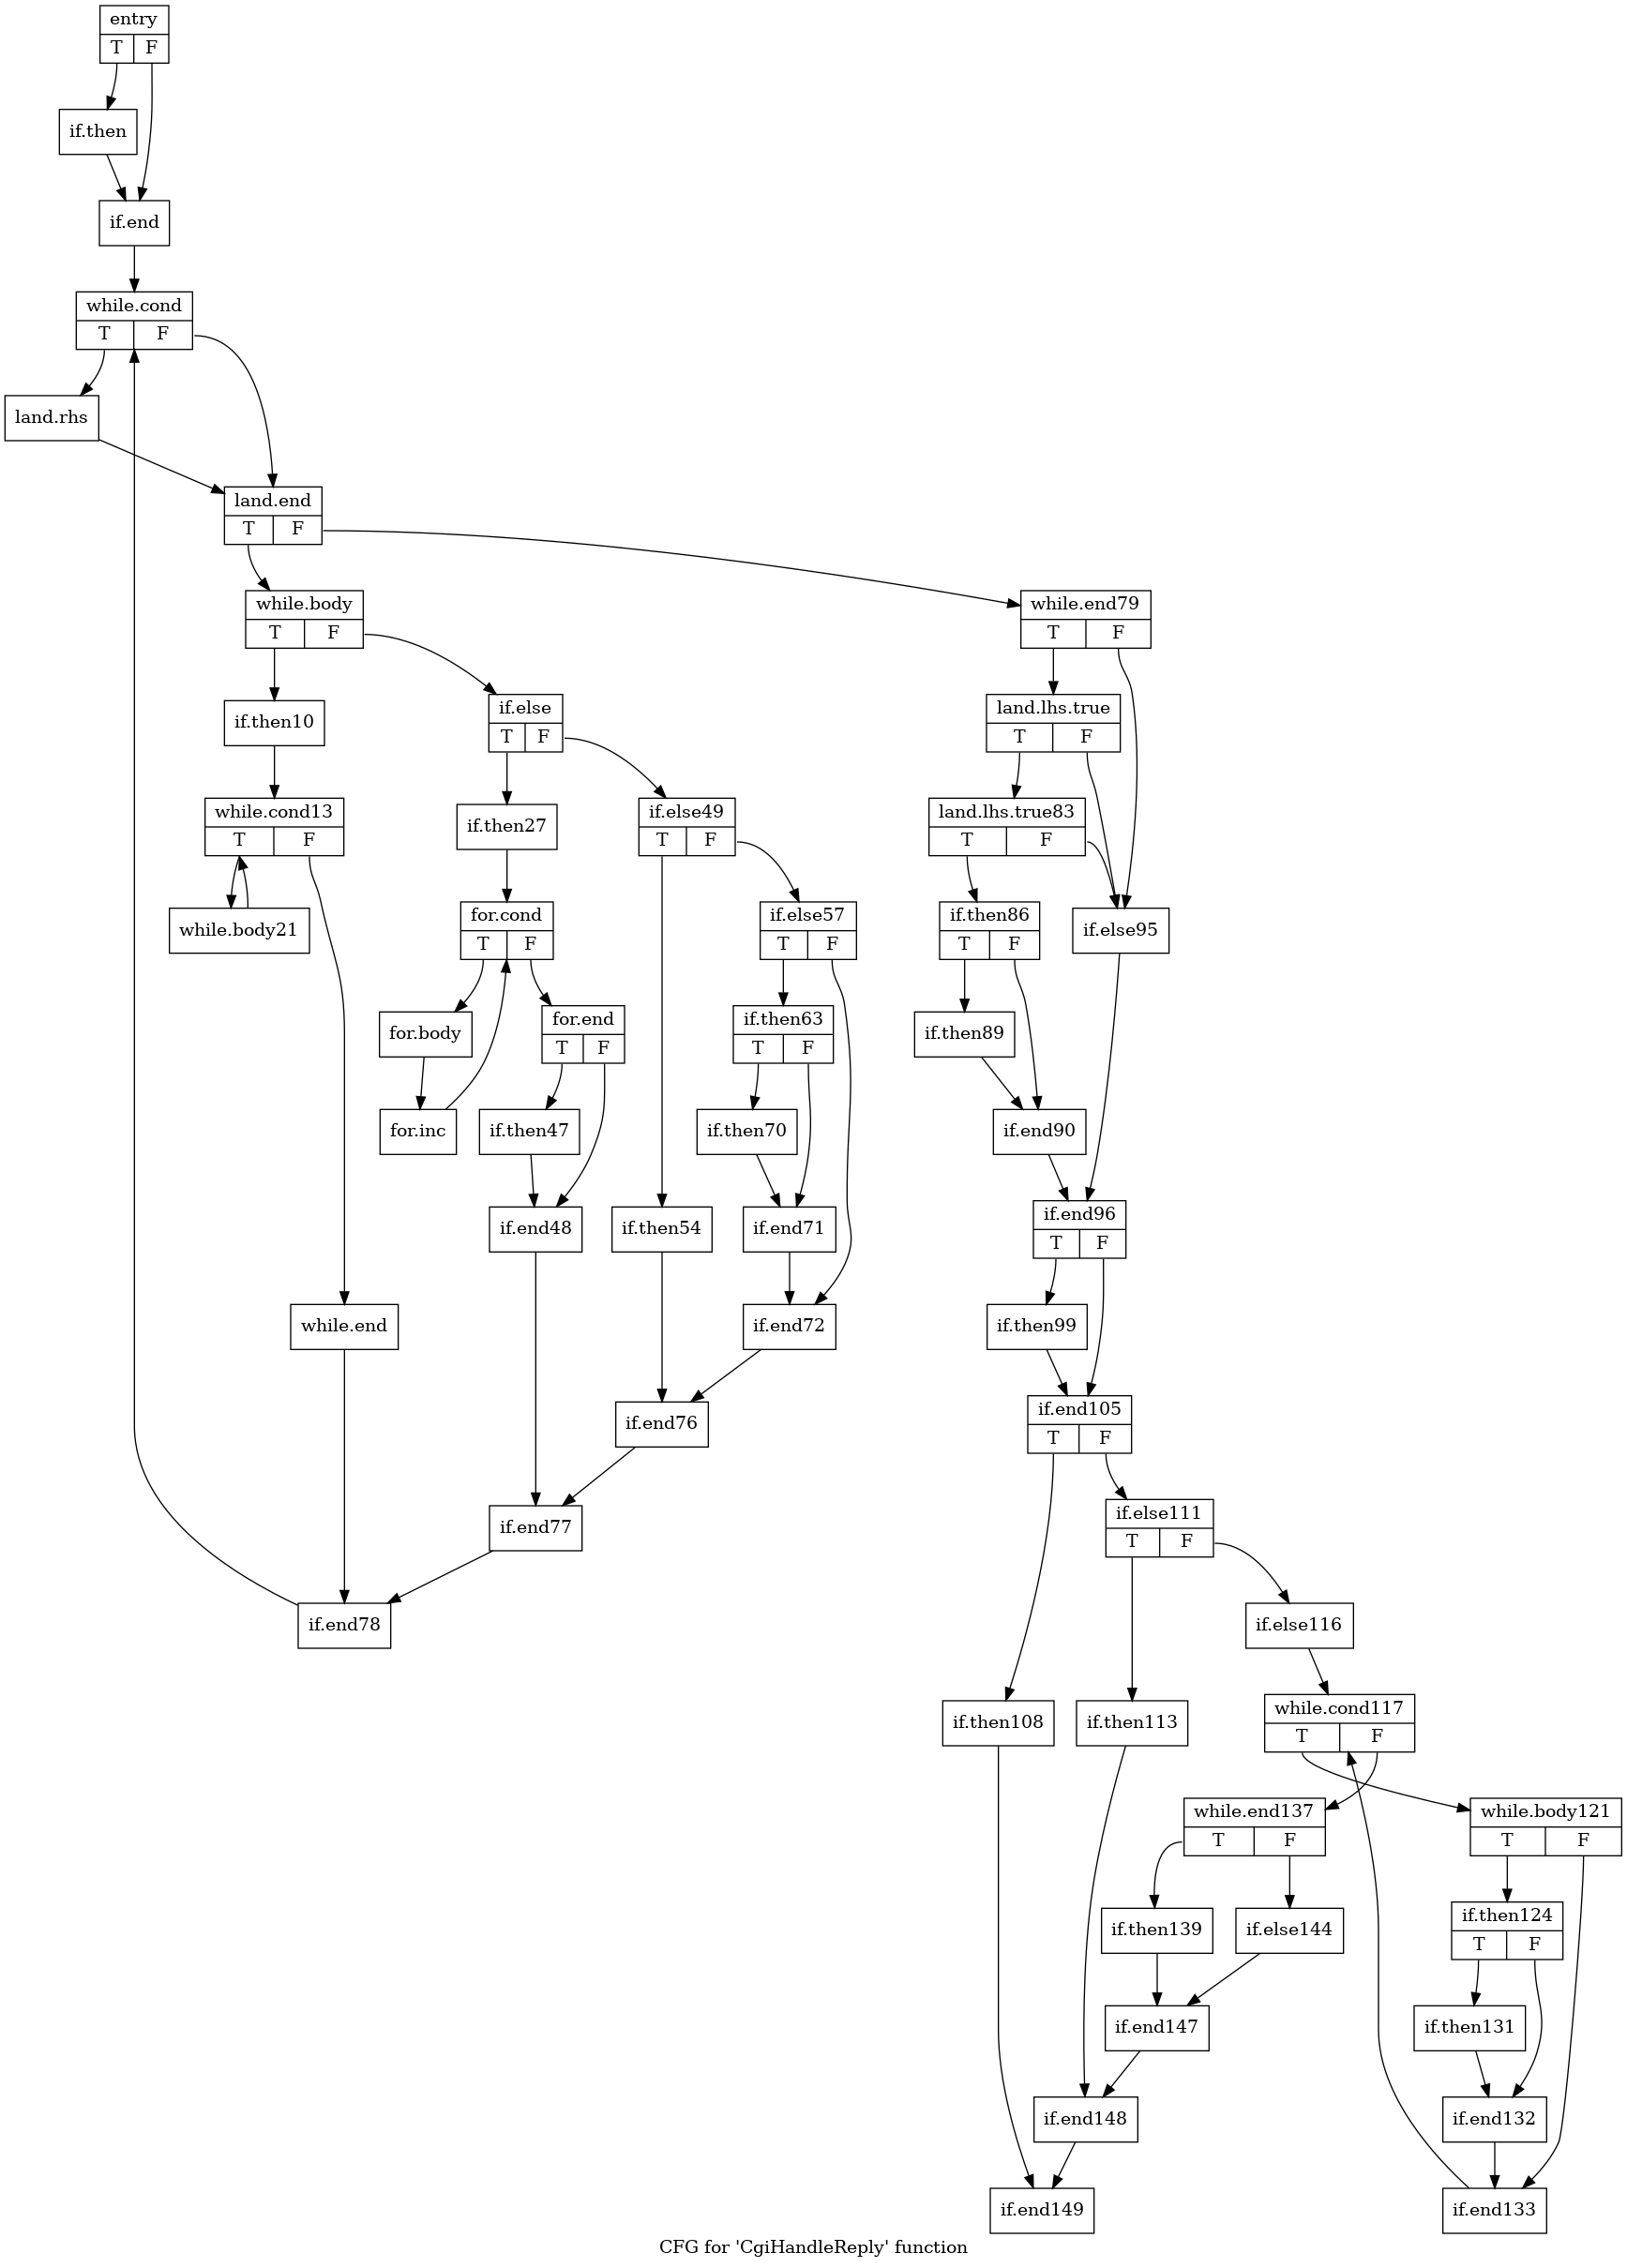 entry
T F
if.then
if.end
while.cond
T F
land.rhs
land.end
T F
while.body
T F
while.end79
T F
if.then10
if.else
T F
land.lhs.true
T F
while.cond13
T F
if.then27
if.else49
T F
land.lhs.true83
T F
while.body21
for.cond
T F
if.else57
T F
if.then86
T F
if.else95
for.body
for.end
T F
if.then63
T F
if.then89
for.inc
if.then47
if.then70
if.end90
if.end48
if.then54
if.end71
if.end96
T F
while.end
if.end72
if.then99
if.end76
if.end105
T F
if.end77
if.else111
T F
if.end78
if.else116
if.then108
if.then113
while.cond117
T F
while.end137
T F
while.body121
T F
if.then139
if.else144
if.then124
T F
if.end147
if.then131
if.end148
if.end132
if.end149
if.end133
CFG for 'CgiHandleReply' function